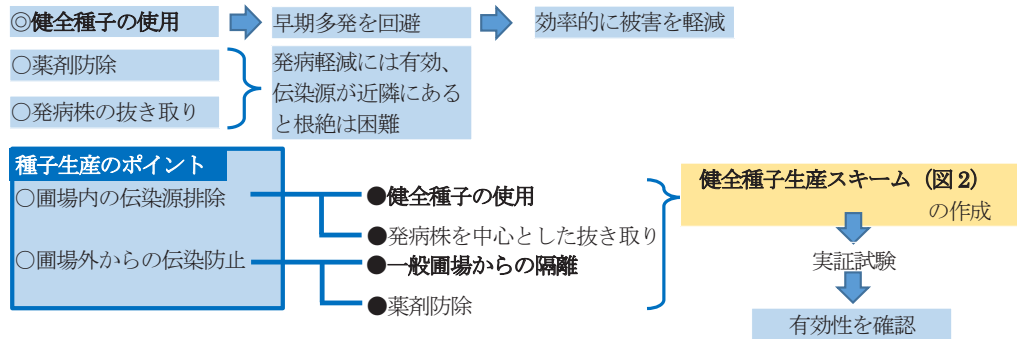 ◎健全種子の使用
早期多発を回避
効率的に被害を軽減
○薬剤防除
○発病株の抜き取り
発病軽減には有効、
伝染源が近隣にある
と根絶は困難
種子生産のポイント
○圃場内の伝染源排除
○圃場外からの伝染防止
●健全種子の使用
●発病株を中心とした抜き取り
●一般圃場からの隔離
●薬剤防除
健全種子生産スキーム（図2）
の作成
実証試験
有効性を確認